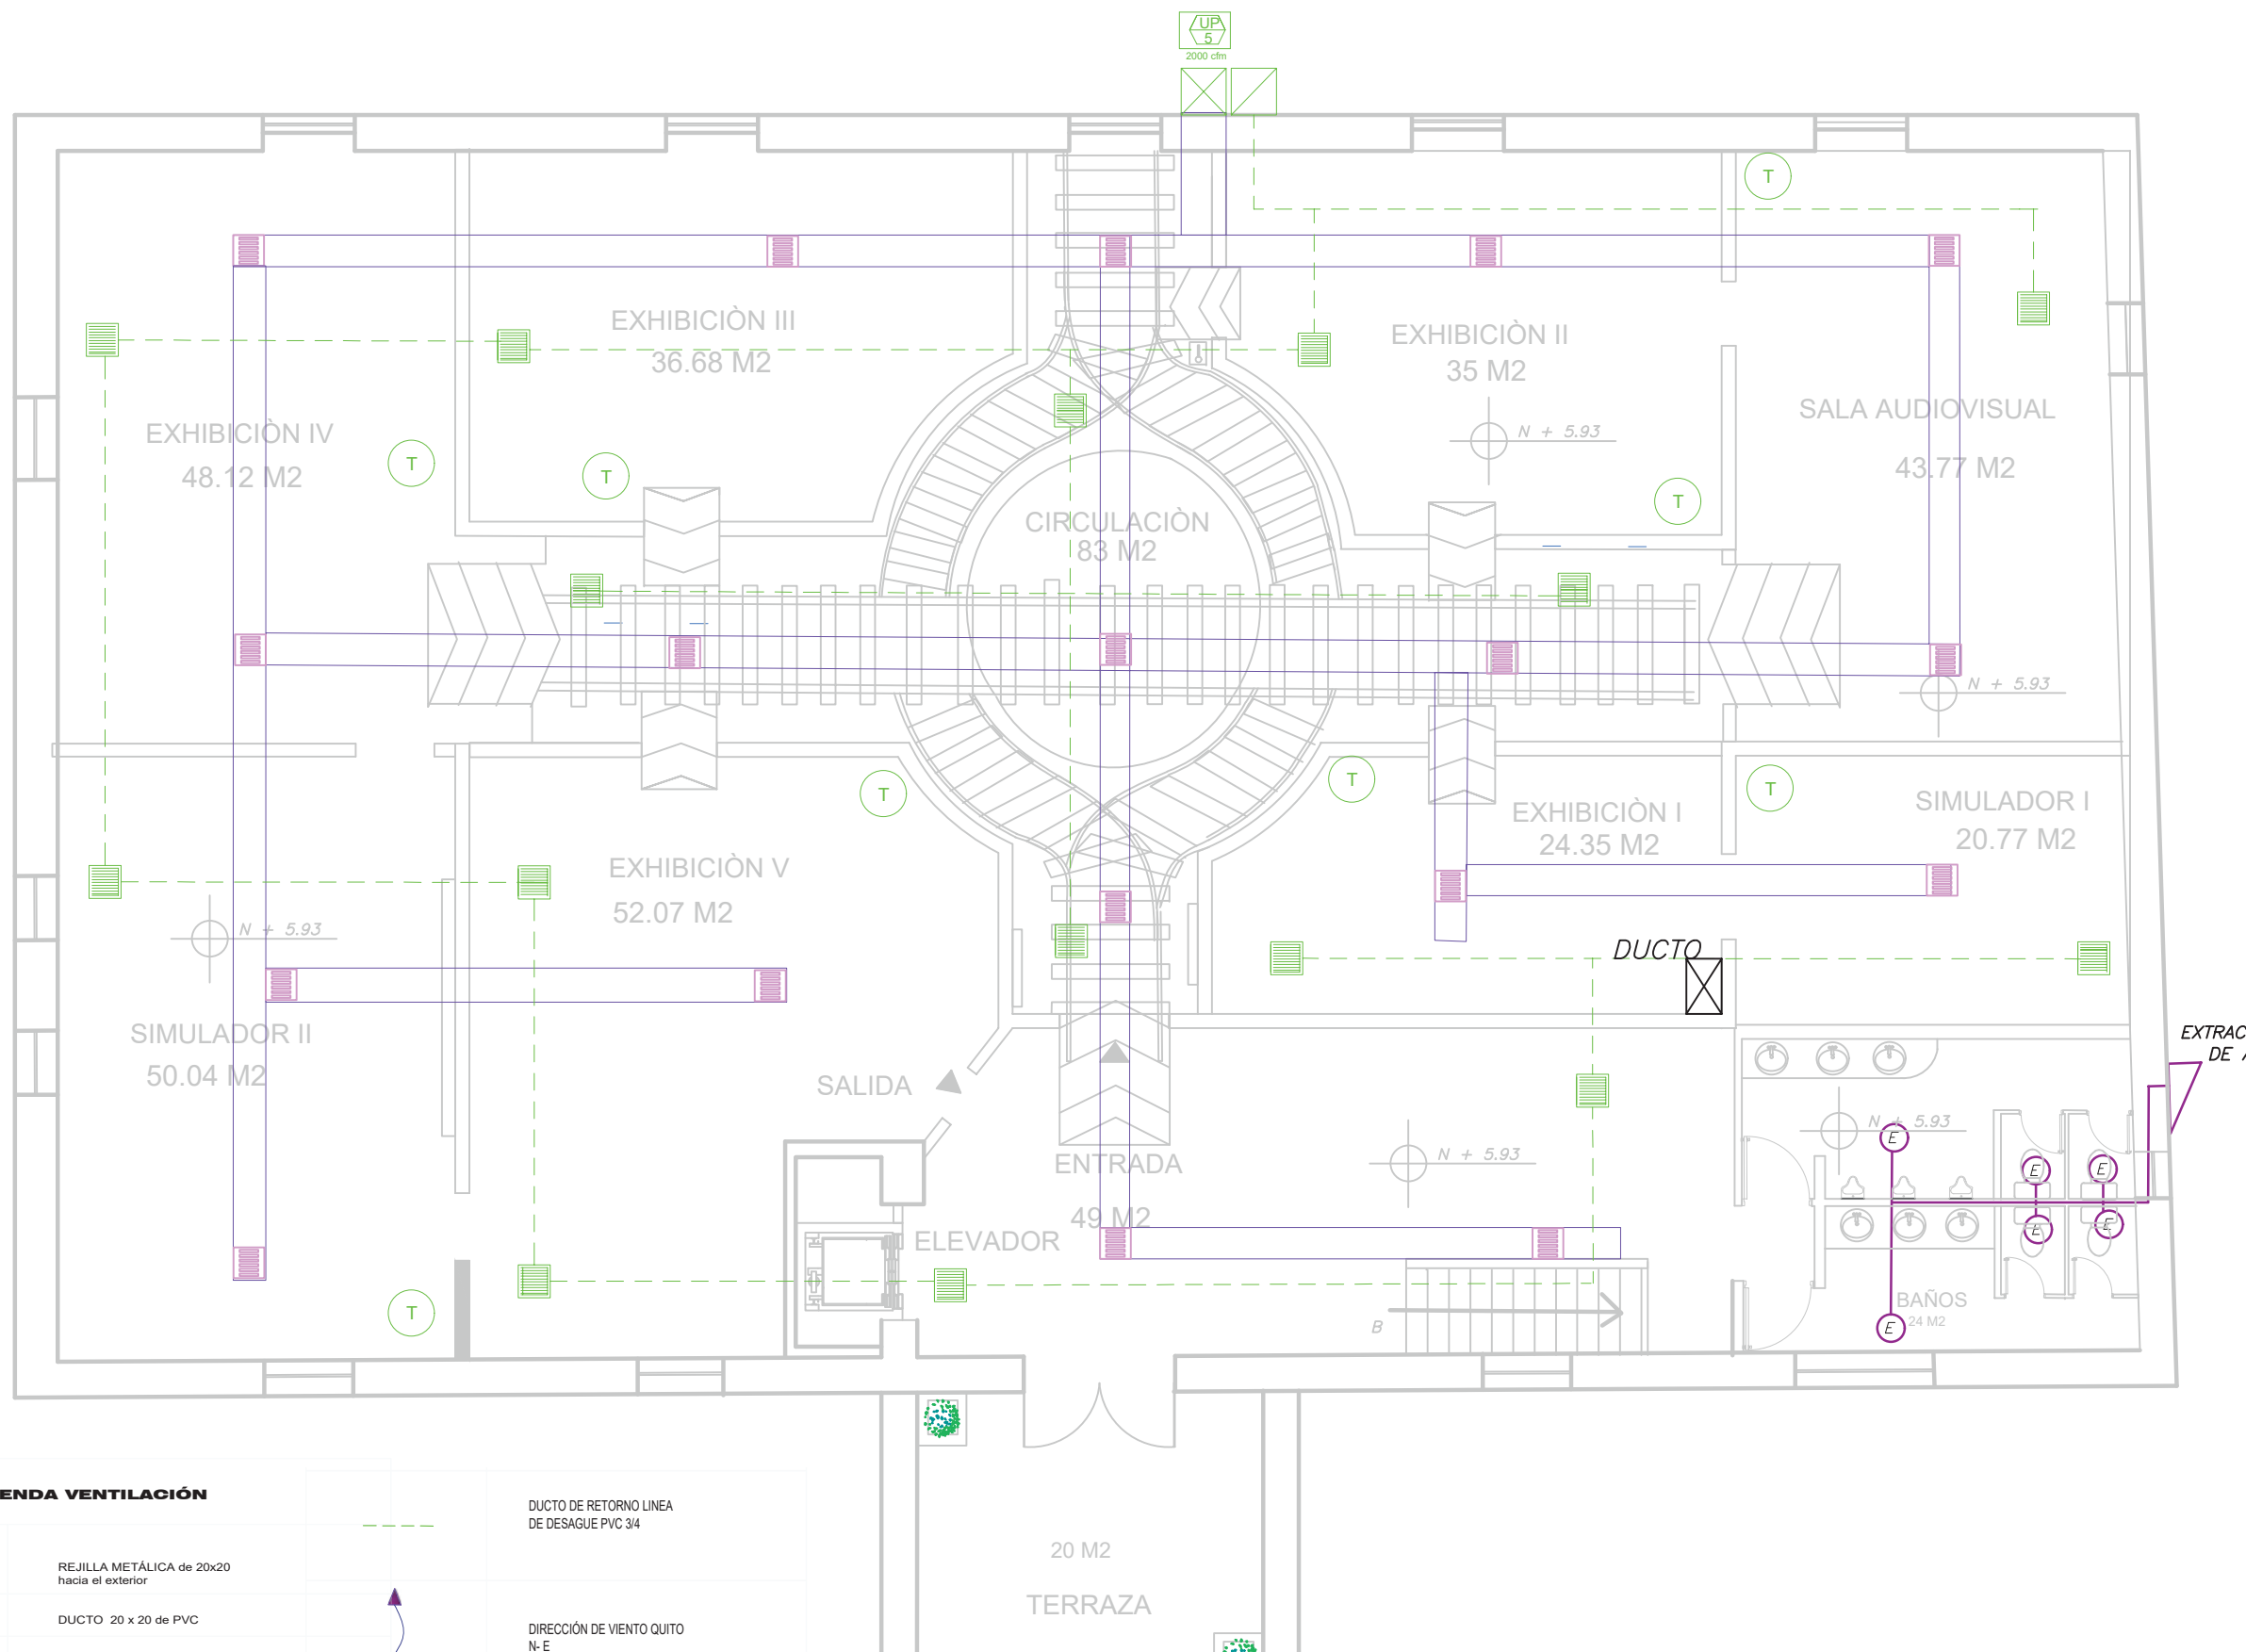 UP
5
2000 cfm
T
EXHIBICIÒN III
36.68 M2
EXHIBICIÒN II
35 M2
SALA AUDIOVISUAL
43.77 M2
EXHIBICIÒN IV
48.12 M2
N + 5.93
T
T
T
CIRCULACIÒN
83 M2
N + 5.93
T
T
T
EXHIBICIÒN I
24.35 M2
SIMULADOR I
20.77 M2
EXHIBICIÒN V
52.07 M2
N + 5.93
DUCTO
SIMULADOR II
50.04 M2
SALIDA
EXTRAC
DE
N + 5.93
E
N + 5.93
E
E
E
E
ENTRADA
49 M2
ELEVADOR
T
B
BAÑOS
24 M2
E
ENDA VENTILACIÓN
REJILLA METÁLICA de 20x20
hacia el exterior
DUCTO 20 x 20 de PVC
DUCTO DE RETORNO LINEA
DE DESAGUE PVC 3/4
DIRECCIÓN DE VIENTO QUITO
N- E
20 M2
TERRAZA